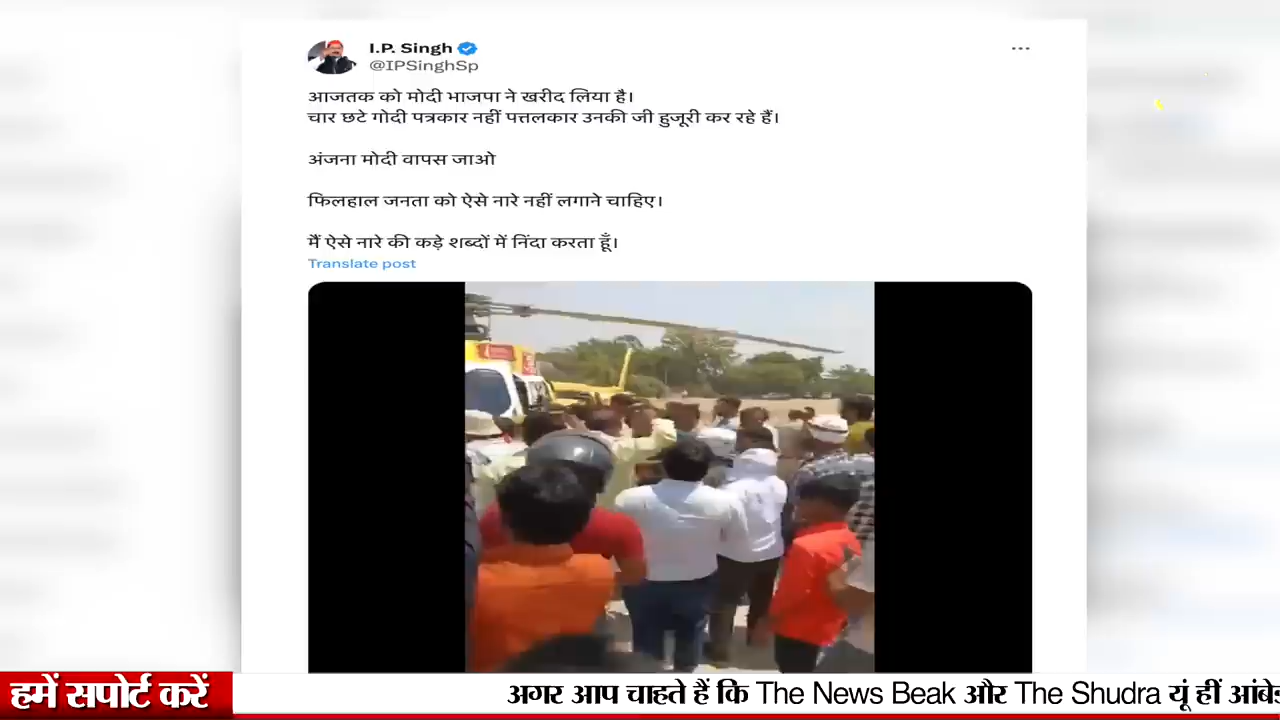 I.P. Singh
@IPSinghSp
आजतक को मोदी भाजपा ने खरीद लिया है।
चार छटे गोदी पत्रकार नहीं पत्तलकार उनकी जी हुजूरी कर रहे हैं।
अंजना मोदी वापस जाओ
फिलहाल जनता को ऐसे नारे नहीं लगाने चाहिए।
मैं ऐसे नारे की कड़े शब्दों में निंदा करता हूँ।
Translate post
हमें सपोर्ट करें
अगर आप चाहते हैं कि The News Beak और The Shudra यूं हीं